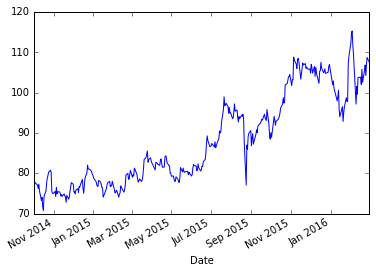 120
110
100
90
80
70
Nov 2014
Jan 2015
Mar 2015
May 2015
Jul 2015
Sep 2015
Nov 2015
Jan 2016
Date